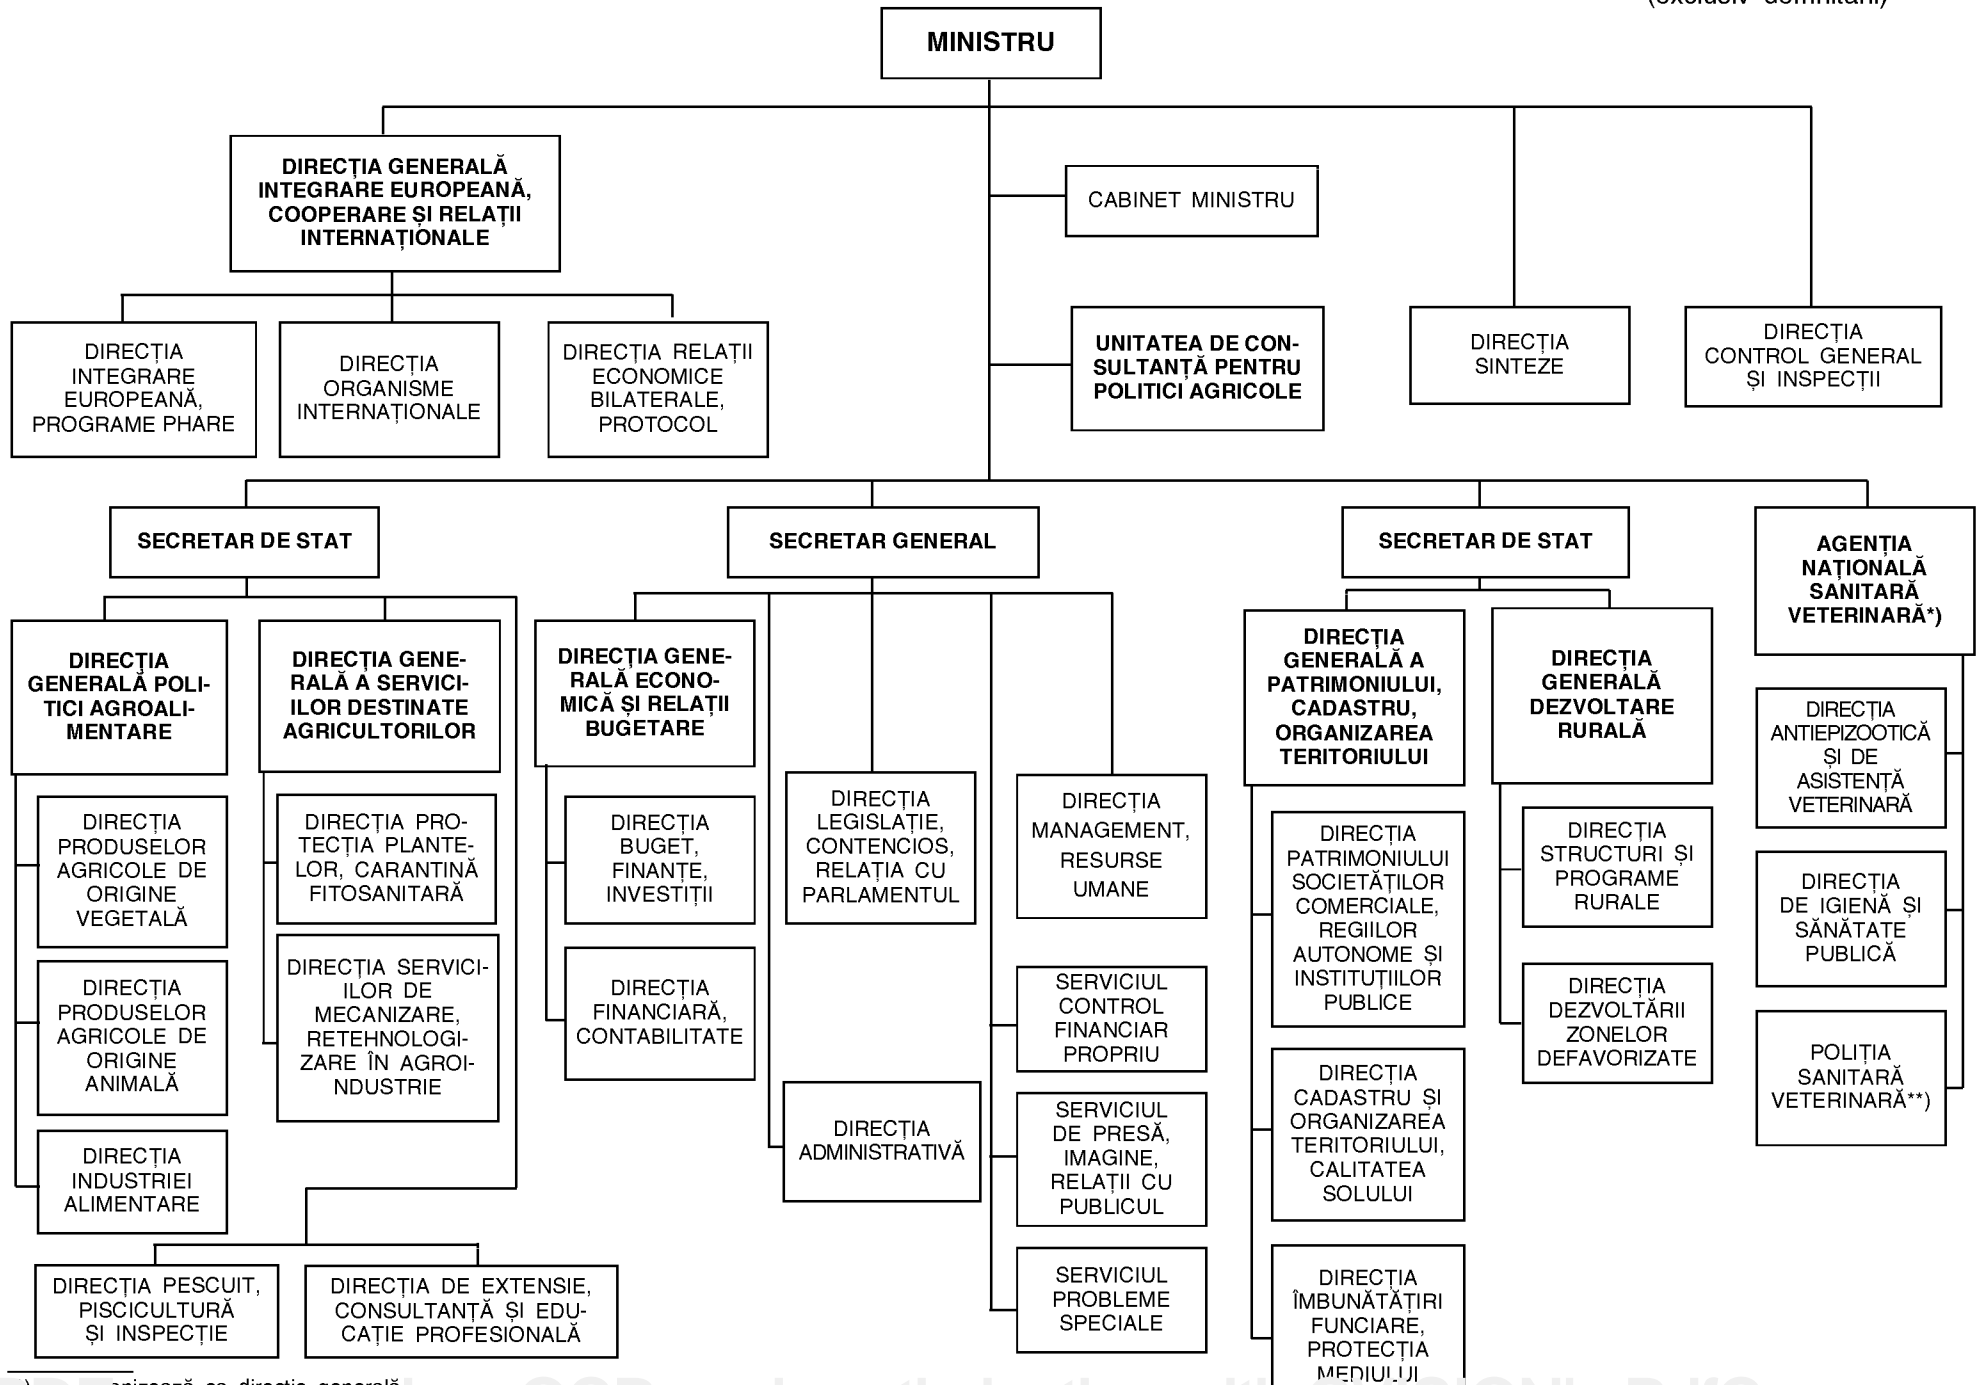 (exclusiv demnitarii)
MINISTRU
DIRECȚIA GENERALĂ
INTEGRARE EUROPEANĂ,
COOPERARE ȘI RELAȚII
INTERNAȚIONALE
CABINET MINISTRU
DIRECȚIA
INTEGRARE
EUROPEANĂ,
PROGRAME PHARE
DIRECȚIA
ORGANISME
INTERNAȚIONALE
DIRECȚIA RELAȚII
ECONOMICE
BILATERALE,
PROTOCOL
UNITATEA DE CON-
SULTANȚĂ PENTRU
POLITICI AGRICOLE
DIRECȚIA
SINTEZE
DIRECȚIA
CONTROL GENERAL
ȘI INSPECȚII
SECRETAR DE STAT
SECRETAR GENERAL
SECRETAR DE STAT
AGENȚIA
NAȚIONALĂ
SANITARĂ
VETERINARĂ*)
DIRECȚIA
GENERALĂ POLI-
TICI AGROALI-
MENTARE
DIRECȚIA GENE-
RALĂ A SERVICI-
ILOR DESTINATE
AGRICULTORILOR
DIRECȚIA GENE-
RALĂ ECONO-
MICĂ ȘI RELAȚII
BUGETARE
DIRECȚIA
GENERALĂ A
PATRIMONIULUI,
CADASTRU,
ORGANIZAREA
TERITORIULUI
DIRECȚIA
GENERALĂ
DEZVOLTARE
RURALĂ
DIRECȚIA
PRODUSELOR
AGRICOLE DE
ORIGINE
VEGETALĂ
DIRECȚIA PRO-
TECȚIA PLANTE-
LOR, CARANTINĂ
FITOSANITARĂ
DIRECȚIA
BUGET,
FINANȚE,
INVESTIȚII
DIRECȚIA
LEGISLAȚIE,
CONTENCIOS,
RELAȚIA CU
PARLAMENTUL
DIRECȚIA
MANAGEMENT,
RESURSE
UMANE
DIRECȚIA
PATRIMONIULUI
SOCIETĂȚILOR
COMERCIALE,
REGIILOR
AUTONOME ȘI
INSTITUȚIILOR
PUBLICE
DIRECȚIA
STRUCTURI ȘI
PROGRAME
RURALE
DIRECȚIA
ANTIEPIZOOTICĂ
ȘI DE
ASISTENȚĂ
VETERINARĂ
DIRECȚIA
DE IGIENĂ ȘI
SĂNĂTATE
PUBLICĂ
DIRECȚIA
PRODUSELOR
AGRICOLE DE
ORIGINE
ANIMALĂ
DIRECȚIA SERVICI-
ILOR DE
MECANIZARE,
RETEHNOLOGI-
ZARE ÎN AGROI-
NDUSTRIE
DIRECȚIA
FINANCIARĂ,
CONTABILITATE
SERVICIUL
CONTROL
FINANCIAR
PROPRIU
DIRECȚIA
DEZVOLTĂRII
ZONELOR
DEFAVORIZATE
POLIȚIA
SANITARĂ
VETERINARĂ**)
DIRECȚIA
INDUSTRIEI
ALIMENTARE
DIRECȚIA
ADMINISTRATIVĂ
SERVICIUL
DE PRESĂ,
IMAGINE,
RELAȚII CU
PUBLICUL
DIRECȚIA
CADASTRU ȘI
ORGANIZAREA
TERITORIULUI,
CALITATEA
SOLULUI
DIRECȚIA PESCUIT,
PISCICULTURĂ
ȘI INSPECȚIE
DIRECȚIA DE EXTENSIE,
CONSULTANȚĂ ȘI EDU-
CAȚIE PROFESIONALĂ
SERVICIUL
PROBLEME
SPECIALE
DIRECȚIA
ÎMBUNĂTĂȚIRI
FUNCIARE,
PROTECȚIA
MEDIULUI
ca direcție generală